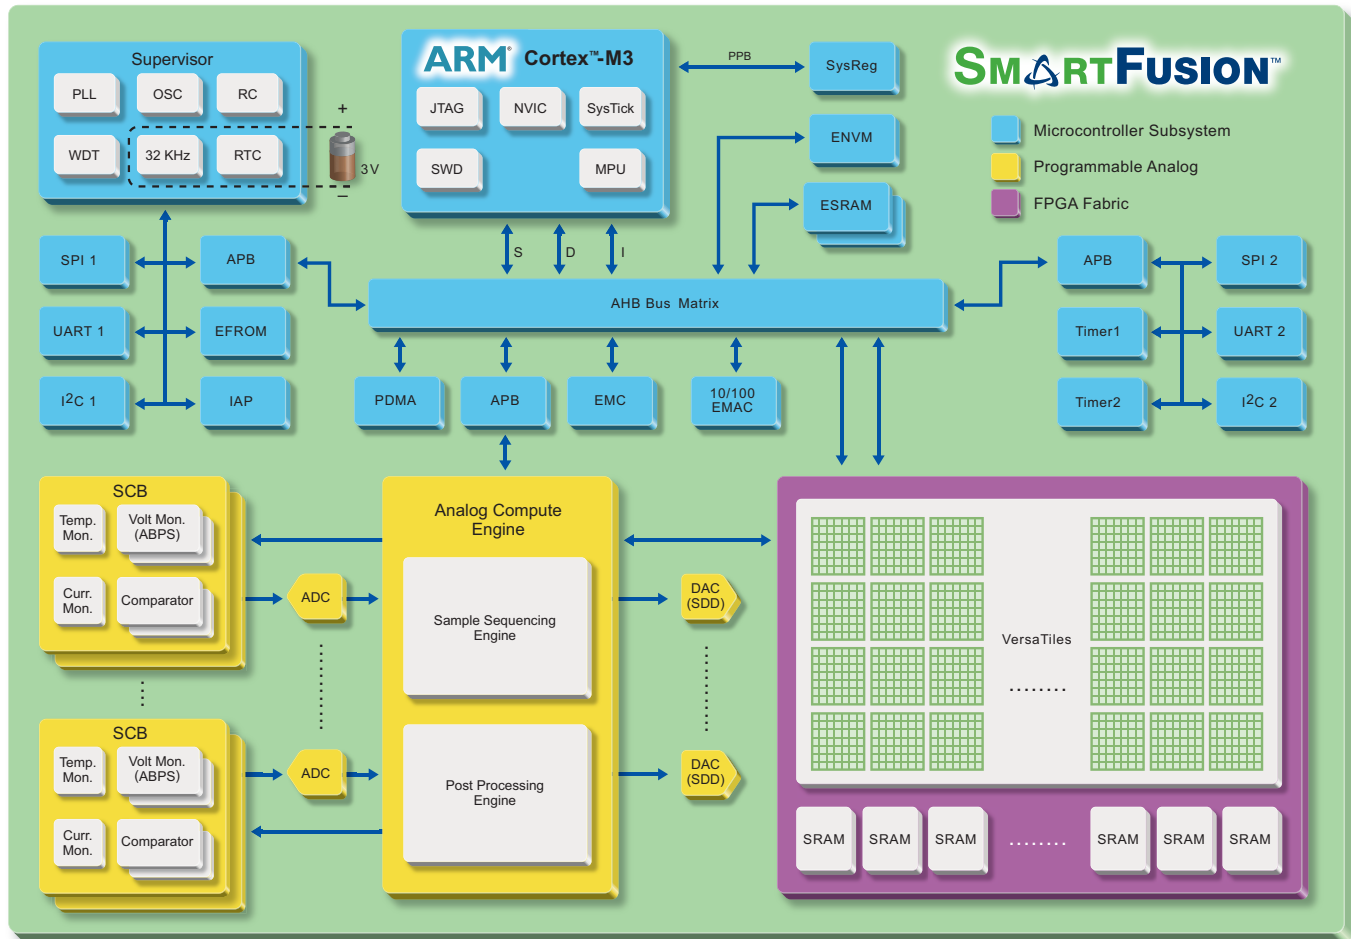 Supervisor
PLL
OSC
RC
WDT
32 KHz
RTC
+
3V
–
ARM® Cortex™-M3
JTAG
NVIC
SysTick
SWD
MPU
PPB
SysReg
ENVM
ESRAM
SMARTFUSION™
Microcontroller Subsystem
Programmable Analog
FPGA Fabric
S
D
I
SPI 1
APB
UART 1
EFROM
I²C 1
IAP
AHB Bus Matrix
PDMA
APB
EMC
10/100
EMAC
APB
SPI 2
Timer1
UART 2
Timer2
I²C 2
SCB
Temp.
Mon.
Volt Mon.
(ABPS)
Curr.
Mon.
Comparator
ADC
SCB
Temp.
Mon.
Volt Mon.
(ABPS)
Curr.
Mon.
Comparator
ADC
Analog Compute
Engine
Sample Sequencing
Engine
Post Processing
Engine
DAC
(SDD)
DAC
(SDD)
VersaTiles
........
SRAM
SRAM
SRAM
........
SRAM
SRAM
SRAM